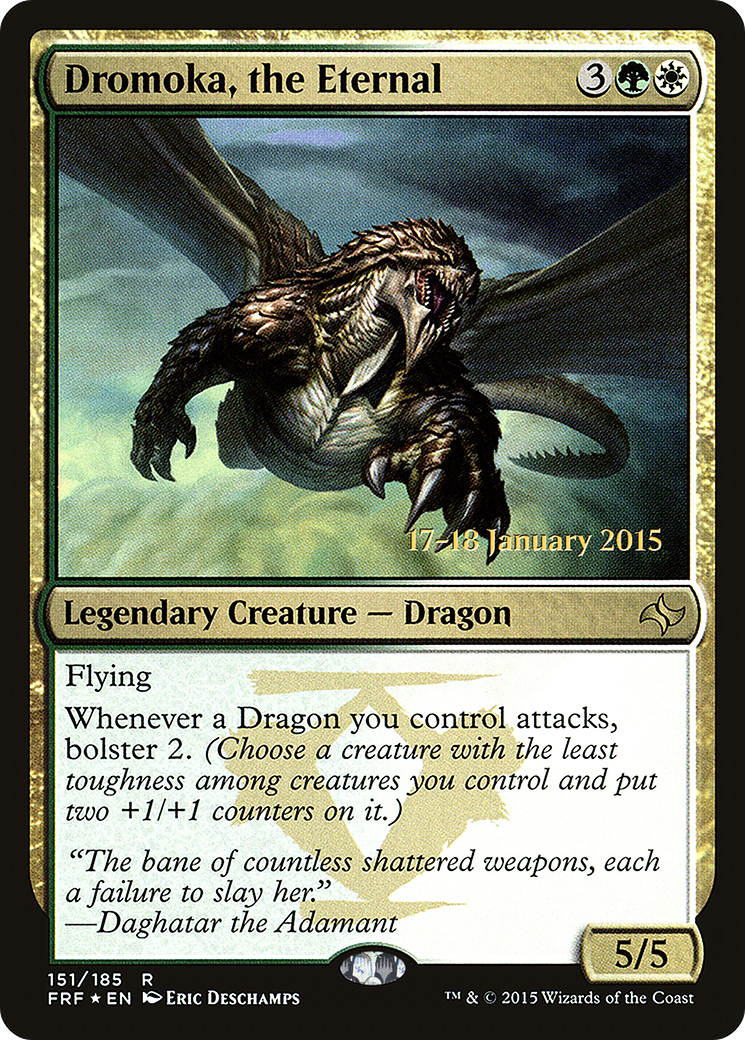 Dromoka, the Eternal 3
17–18 January 2015
Legendary Creature — Dragon
Flying
Whenever a Dragon you control attacks,
bolster 2. (Choose a creature with the least
toughness among creatures you control and put
two +1/+1 counters on it.)
“The bane of countless shattered weapons, each
a failure to slay her.”
—Daghatar the Adamant
5/5
151/185 R
FRF ★ EN Eric Deschamps
™ & © 2015 Wizards of the Coast